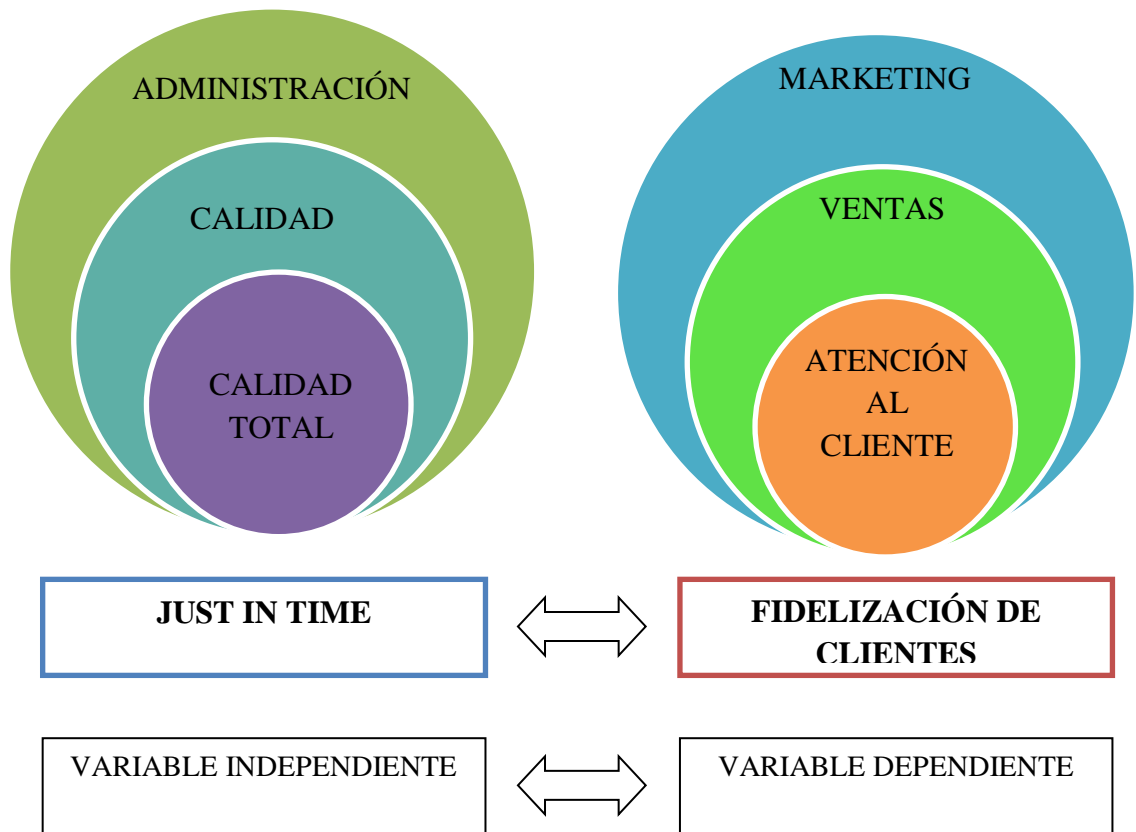 ADMINISTRACIÓN
CALIDAD
CALIDAD
TOTAL
MARKETING
VENTAS
ATENCIÓN
AL
CLIENTE
JUST IN TIME
FIDELIZACIÓN DE
CLIENTES
VARIABLE INDEPENDIENTE
VARIABLE DEPENDIENTE